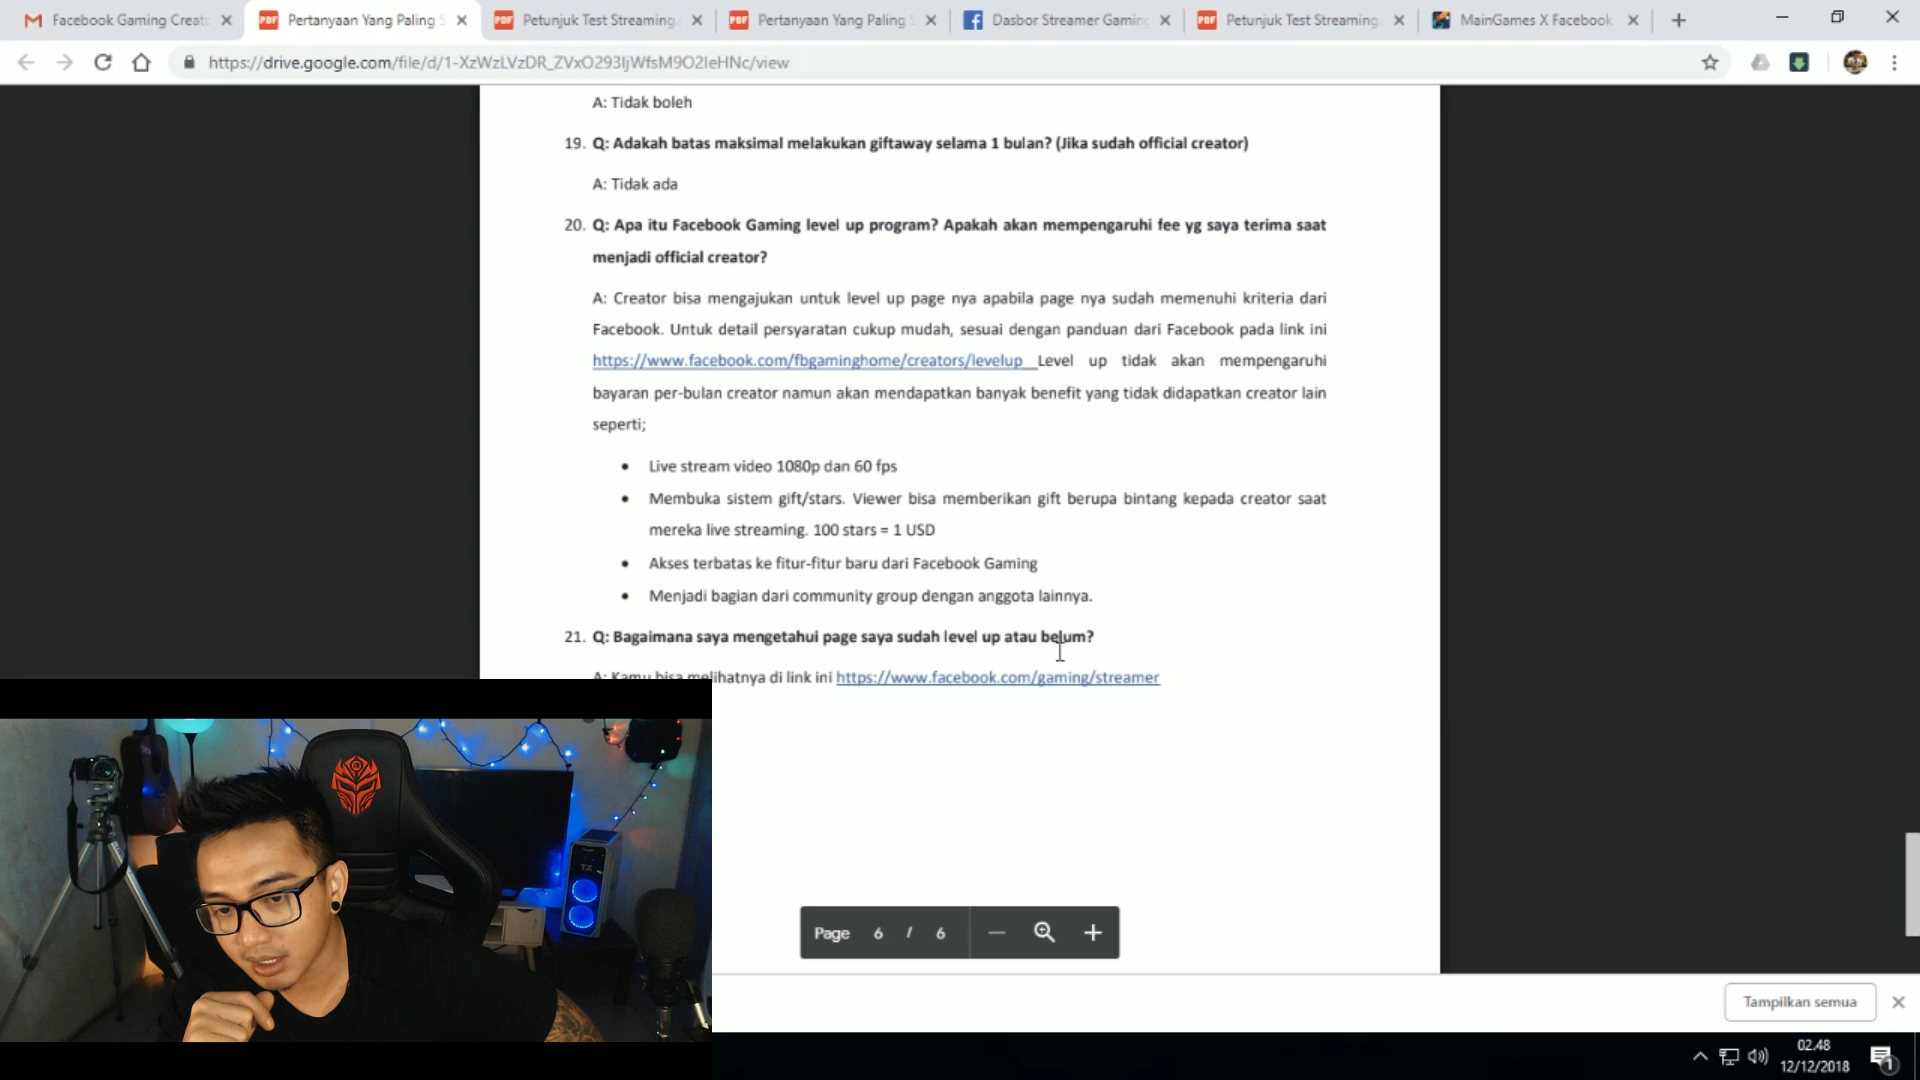 Facebook Gaming Creat
Pertanyaan Yang Paling S
Petunjuk Test Streaming.
Pertanyaan Yang Paling S
Dasbor Streamer Gaming
Petunjuk Test Streaming
MainGames X Facebook
https://drive.google.com/file/d/1-XzWzLVzDR_ZVxO293IjWfsM9O2IeHNc/view
A: Tidak boleh
19. Q: Adakah batas maksimal melakukan giftaway selama 1 bulan? (Jika sudah official creator)
A: Tidak ada
20. Q: Apa itu Facebook Gaming level up program? Apakah akan mempengaruhi fee yg saya terima saat
menjadi official creator?
A: Creator bisa mengajukan untuk level up page nya apabila page nya sudah memenuhi kriteria dari
Facebook. Untuk detail persyaratan cukup mudah, sesuai dengan panduan dari Facebook pada link ini
https://www.facebook.com/fbgaminghome/creators/levelup Level up tidak akan mempengaruhi
bayaran per-bulan creator namun akan mendapatkan banyak benefit yang tidak didapatkan creator lain
seperti;
• Live stream video 1080p dan 60 fps
• Membuka sistem gift/stars. Viewer bisa memberikan gift berupa bintang kepada creator saat
mereka live streaming. 100 stars = 1 USD
• Akses terbatas ke fitur-fitur baru dari Facebook Gaming
• Menjadi bagian dari community group dengan anggota lainnya.
21. Q: Bagaimana saya mengetahui page saya sudah level up atau belum?
A: Kamu bisa melihatnya di link ini https://www.facebook.com/gaming/streamer
Page 6 / 6
Tampilkan semua
02.48
12/12/2018
1